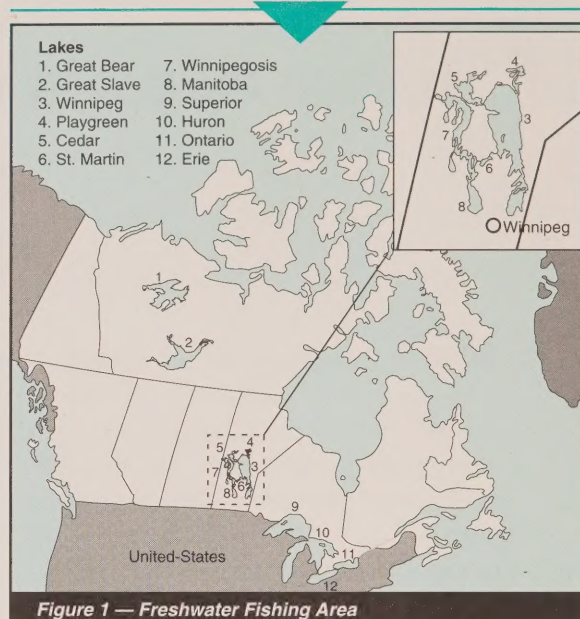 Lakes
1. Great Bear
2. Great Slave
3. Winnipeg
4. Playgreen
5. Cedar
6. St. Martin
7. Winnipegosis
8. Manitoba
9. Superior
10. Huron
11. Ontario
12. Erie
4
5
3
7
6
8
Winnipeg
1
2
4
5
3
7
6
8
9
10
11
United-States
12
Figure 1 — Freshwater Fishing Area